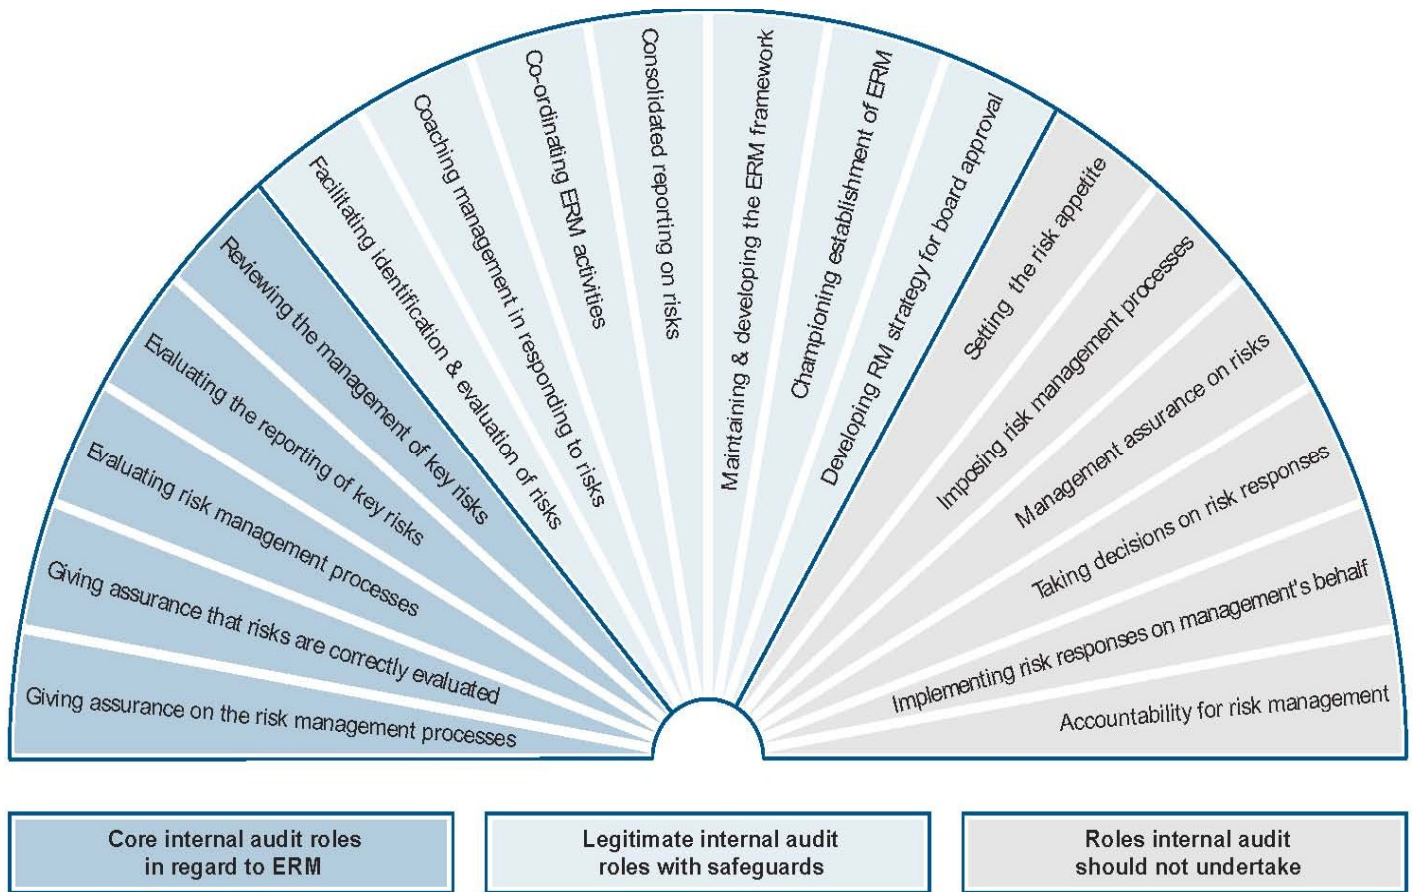 Giving assurance on the risk management processes
Giving assurance that risks are correctly evaluated
Evaluating risk management processes
Evaluating the reporting of key risks
Reviewing the management of key risks
Facilitating identification & evaluation of risks
Coaching management in responding to risks
Co-ordinating ERM activities
Consolidated reporting on risks
Maintaining & developing the ERM framework
Championing establishment of ERM
Developing RM strategy for board approval
Setting the risk appetite
Imposing risk management processes
Management assurance on risks
Taking decisions on risk responses
Implementing risk responses on management's behalf
Accountability for risk management
Core internal audit roles
in regard to ERM
Legitimate internal audit
roles with safeguards
Roles internal audit
should not undertake